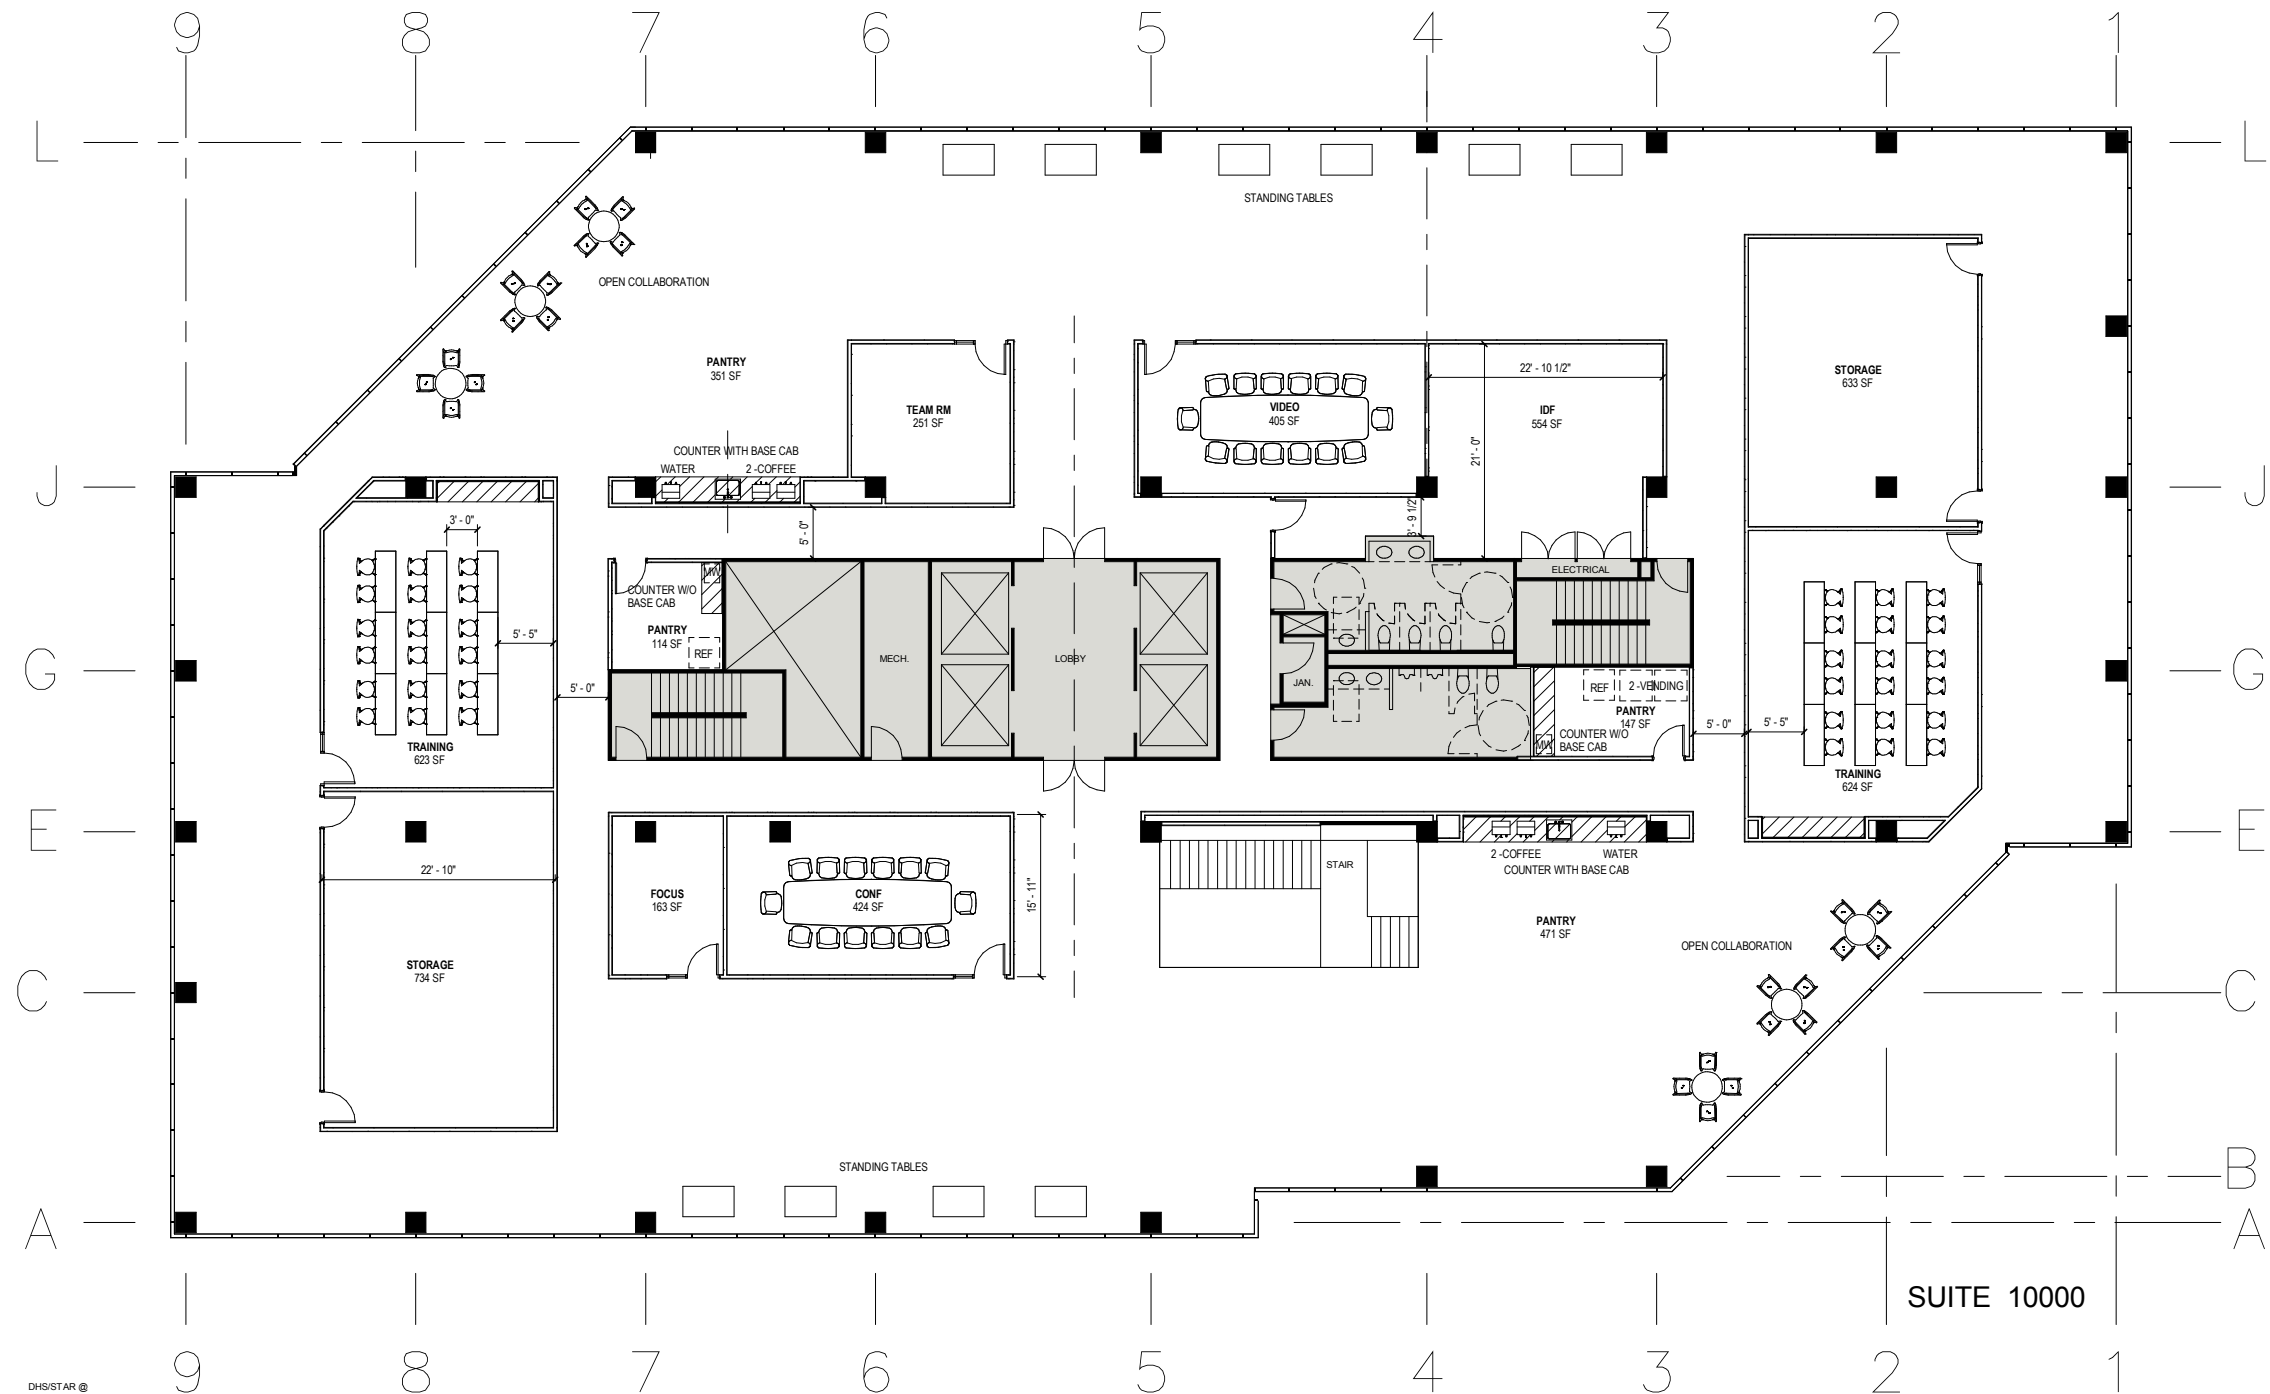 9 8 7 6 5 4 3 2 1
L L
STANDING TABLES
OPEN COLLABORATION
PANTRY
351 SF
TEAM RM
251 SF
VIDEO
405 SF
22' - 10 1/2"
IDF
554 SF
21' - 0"
STORAGE
633 SF
COUNTER WITH BASE CAB
WATER 2 -COFFEE
J J
3' - 0"
5' - 0"
3' - 9 1/2"
ELECTRICAL
MW
COUNTER W/O
BASE CAB
PANTRY
114 SF
REF
5' - 5"
MECH.
LOBBY
JAN.
G G
5' - 0"
REF 2 -VENDING
PANTRY
147 SF
COUNTER W/O
BASE CAB
MW
5' - 0" 5' - 5"
TRAINING
623 SF
TRAINING
624 SF
E E
22' - 10"
FOCUS
163 SF
CONF
424 SF
15' - 11"
STAIR
2 -COFFEE WATER
COUNTER WITH BASE CAB
PANTRY
471 SF
OPEN COLLABORATION
STORAGE
734 SF
C C
STANDING TABLES
B
A A
SUITE 10000
9 8 7 6 5 4 3 2 1
DHS/STAR @